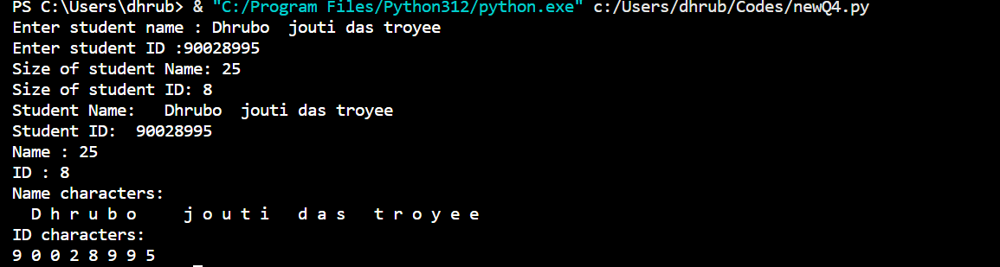 PS C:\Users\dhrub> & "C:/Program Files/Python312/python.exe" c:/Users/dhrub/Codes/newQ4.py
Enter student name : Dhrubo  jouti das troyee
Enter student ID :90028995
Size of student Name: 25
Size of student ID: 8
Student Name:   Dhrubo  jouti das troyee
Student ID:  90028995
Name : 25
ID : 8
Name characters:
  D h r u b o     j o u t i   d a s   t r o y e e
ID characters:
9 0 0 2 8 9 9 5